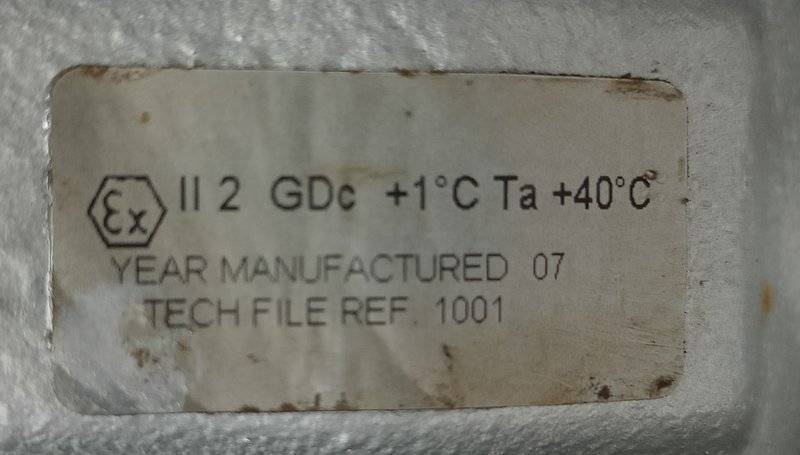 Ex II 2 GDc +1°C Ta +40°C
YEAR MANUFACTURED 07
TECH FILE REF. 1001